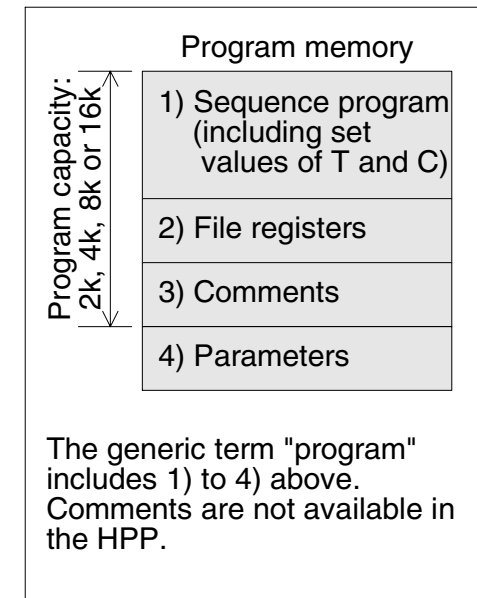 Program memory
Program capacity:
2k, 4k, 8k or 16k
1) Sequence program
(including set
values of T and C)
2) File registers
3) Comments
4) Parameters
The generic term "program"
includes 1) to 4) above.
Comments are not available in
the HPP.